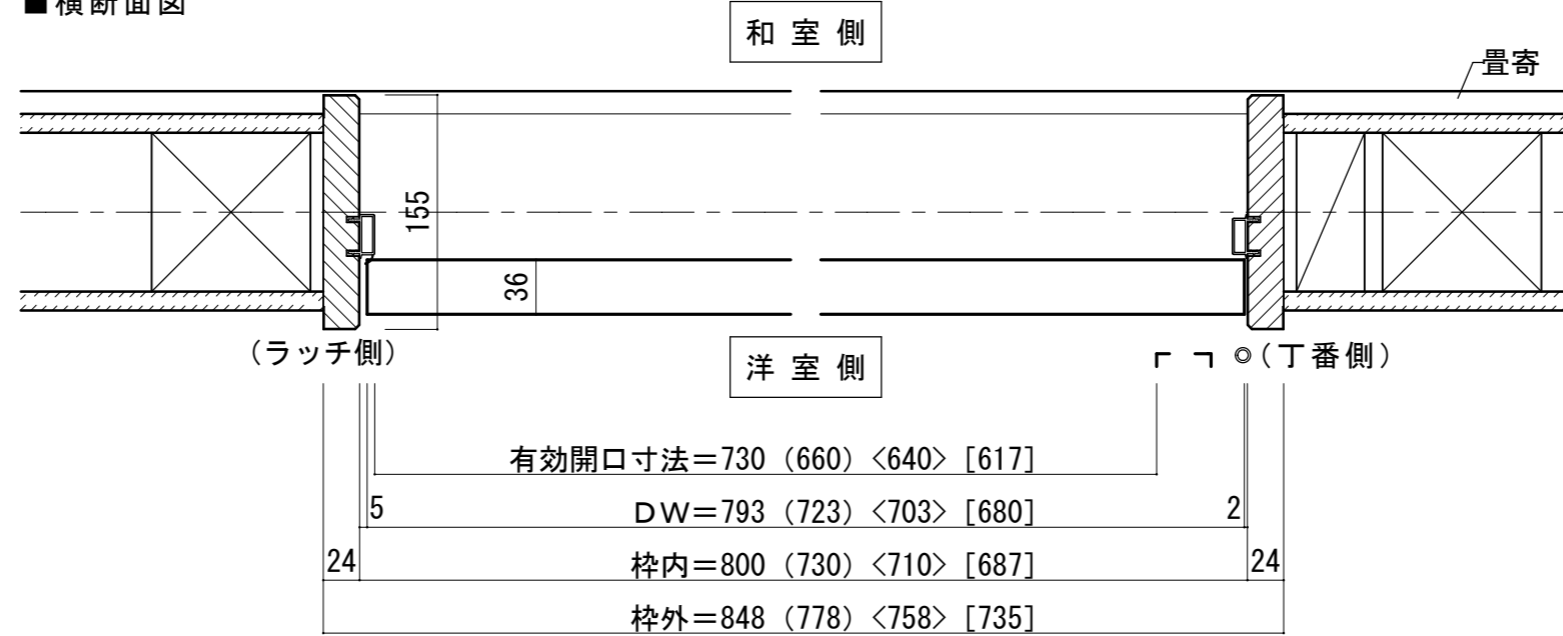 ■横断面図
和室側
畳寄
155
36
(ラッチ側)
洋室側
(丁番側)
有効開口寸法＝730 (660) <640> [617]
5
DW＝793 (723) <703> [680]
2
24
枠内＝800 (730) <710> [687]
24
枠外＝848 (778) <758> [735]